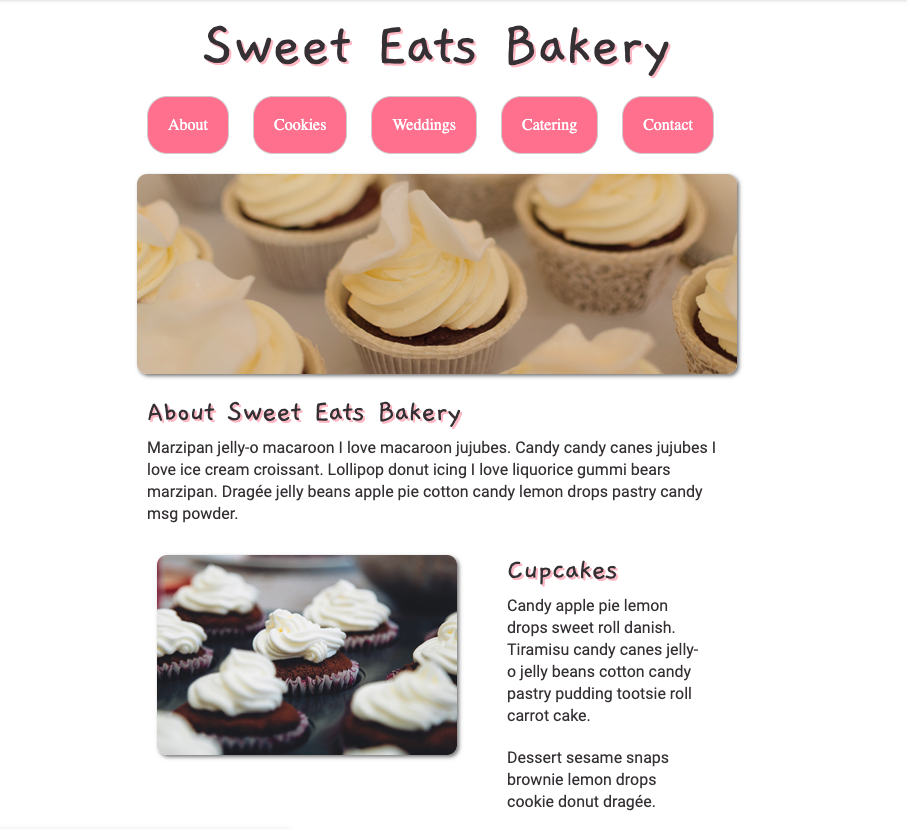 Sweet Eats Bakery
About Cookies Weddings Catering Contact
About Sweet Eats Bakery
Marzipan jelly-o macaroon I love macaroon jujubes. Candy candy canes jujubes I
love ice cream croissant. Lollipop donut icing I love liquorice gummi bears
marzipan. Dragée jelly beans apple pie cotton candy lemon drops pastry candy
msg powder.
Cupcakes
Candy apple pie lemon
drops sweet roll danish.
Tiramisu candy canes jelly-
o jelly beans cotton candy
pastry pudding tootsie roll
carrot cake.
Dessert sesame snaps
brownie lemon drops
cookie donut dragée.